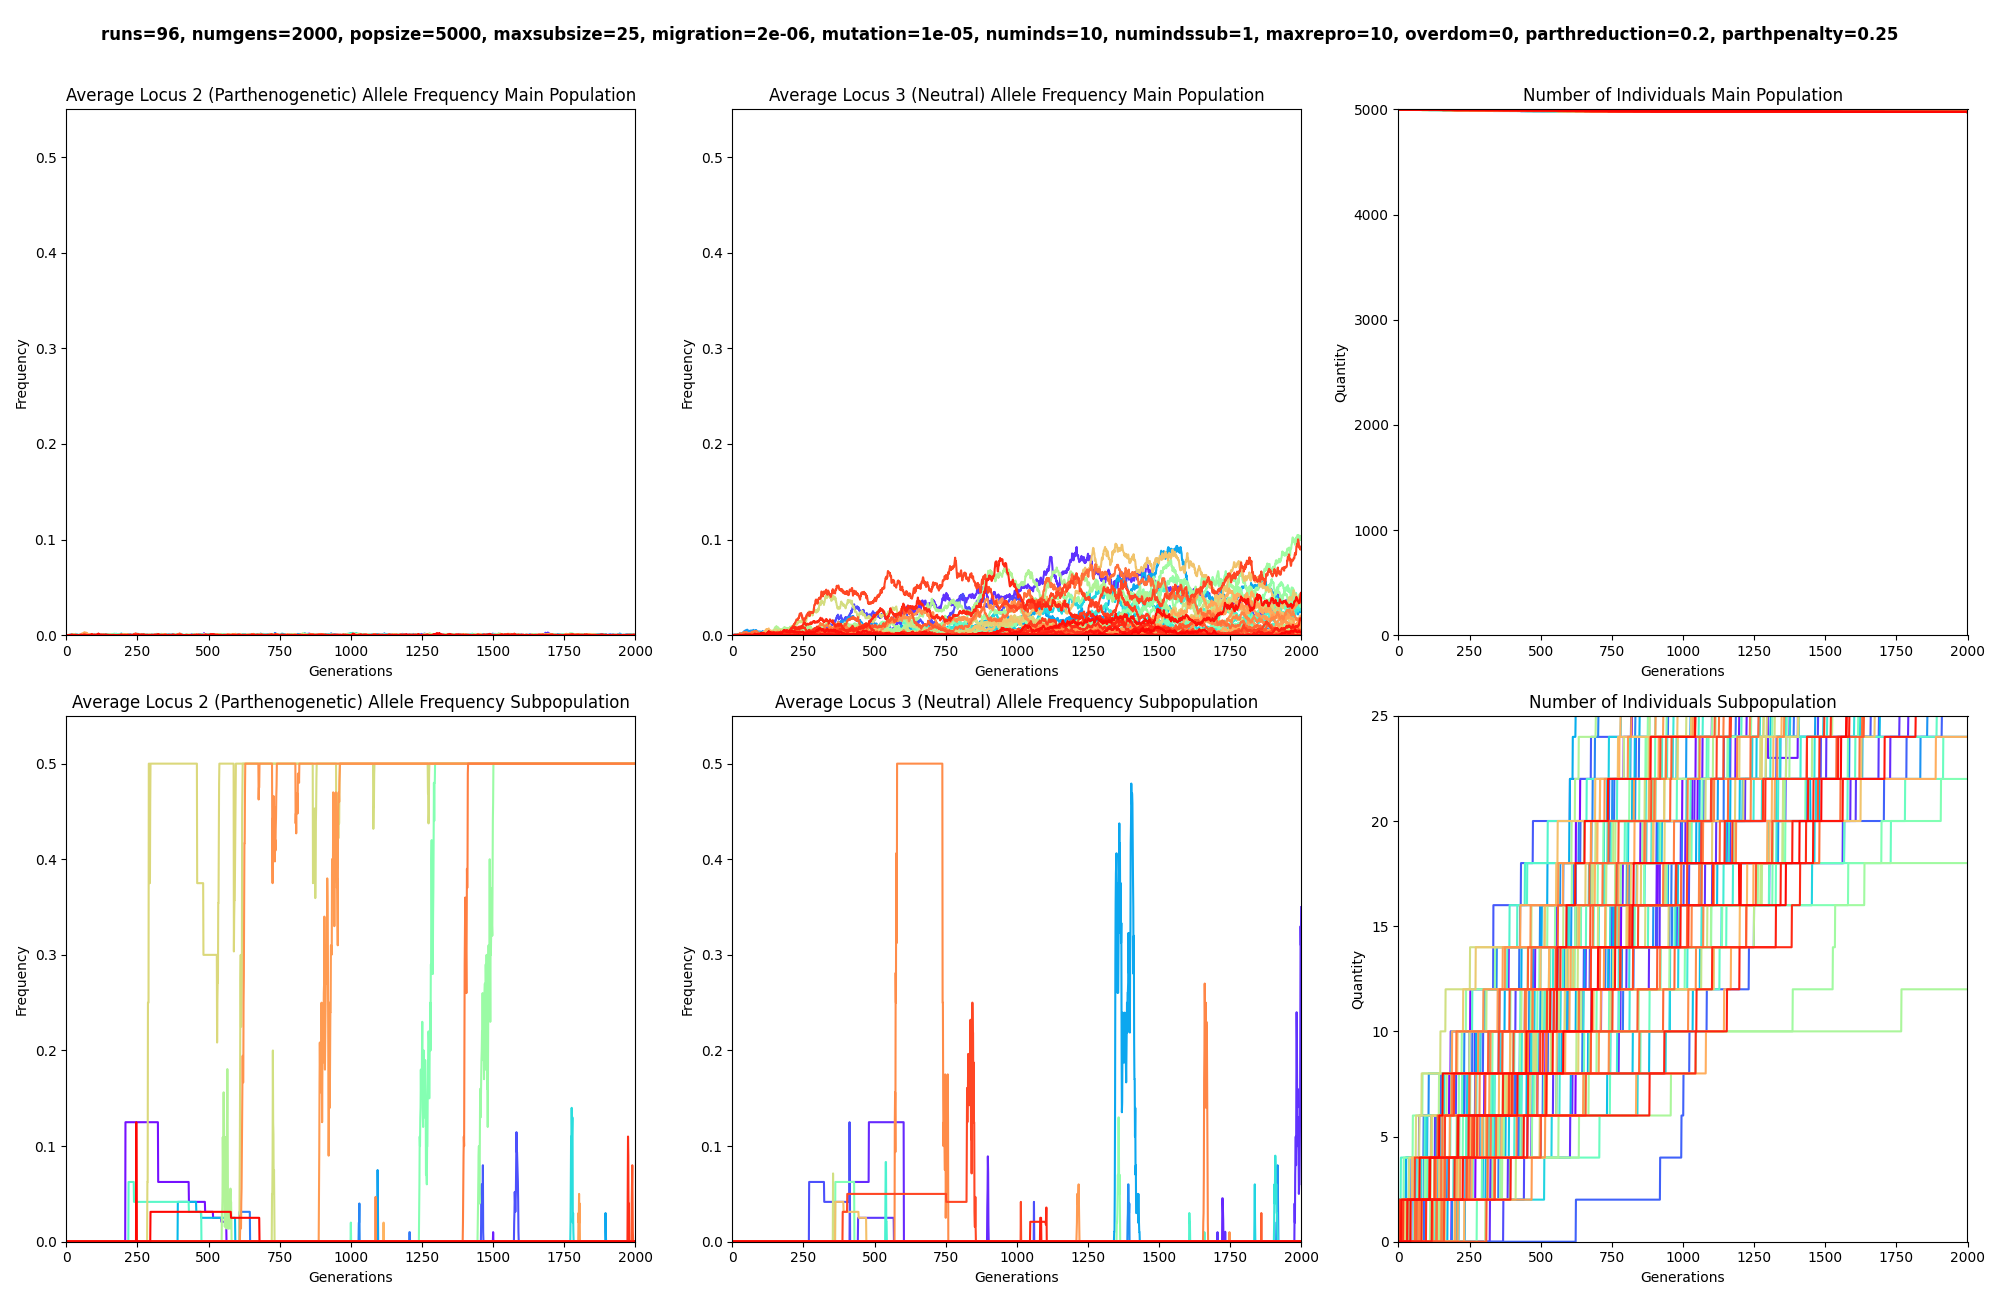 runs=96, numgens=2000, popsize=5000, maxsubsize=25, migration=2e-06, mutation=1e-05, numinds=10, numindssub=1, maxrepro=10, overdom=0, parthreduction=0.2, parthpenalty=0.25
Average Locus 2 (Parthenogenetic) Allele Frequency Main Population
Frequency
0.5
0.4
0.3
0.2
0.1
0.0
0 250 500 750 1000 1250 1500 1750 2000
Generations
Average Locus 3 (Neutral) Allele Frequency Main Population
Frequency
0.5
0.4
0.3
0.2
0.1
0.0
0 250 500 750 1000 1250 1500 1750 2000
Generations
Number of Individuals Main Population
Quantity
5000
4000
3000
2000
1000
0
0 250 500 750 1000 1250 1500 1750 2000
Generations
Average Locus 2 (Parthenogenetic) Allele Frequency Subpopulation
Frequency
0.5
0.4
0.3
0.2
0.1
0.0
0 250 500 750 1000 1250 1500 1750 2000
Generations
Average Locus 3 (Neutral) Allele Frequency Subpopulation
Frequency
0.5
0.4
0.3
0.2
0.1
0.0
0 250 500 750 1000 1250 1500 1750 2000
Generations
Number of Individuals Subpopulation
Quantity
25
20
15
10
5
0
0 250 500 750 1000 1250 1500 1750 2000
Generations